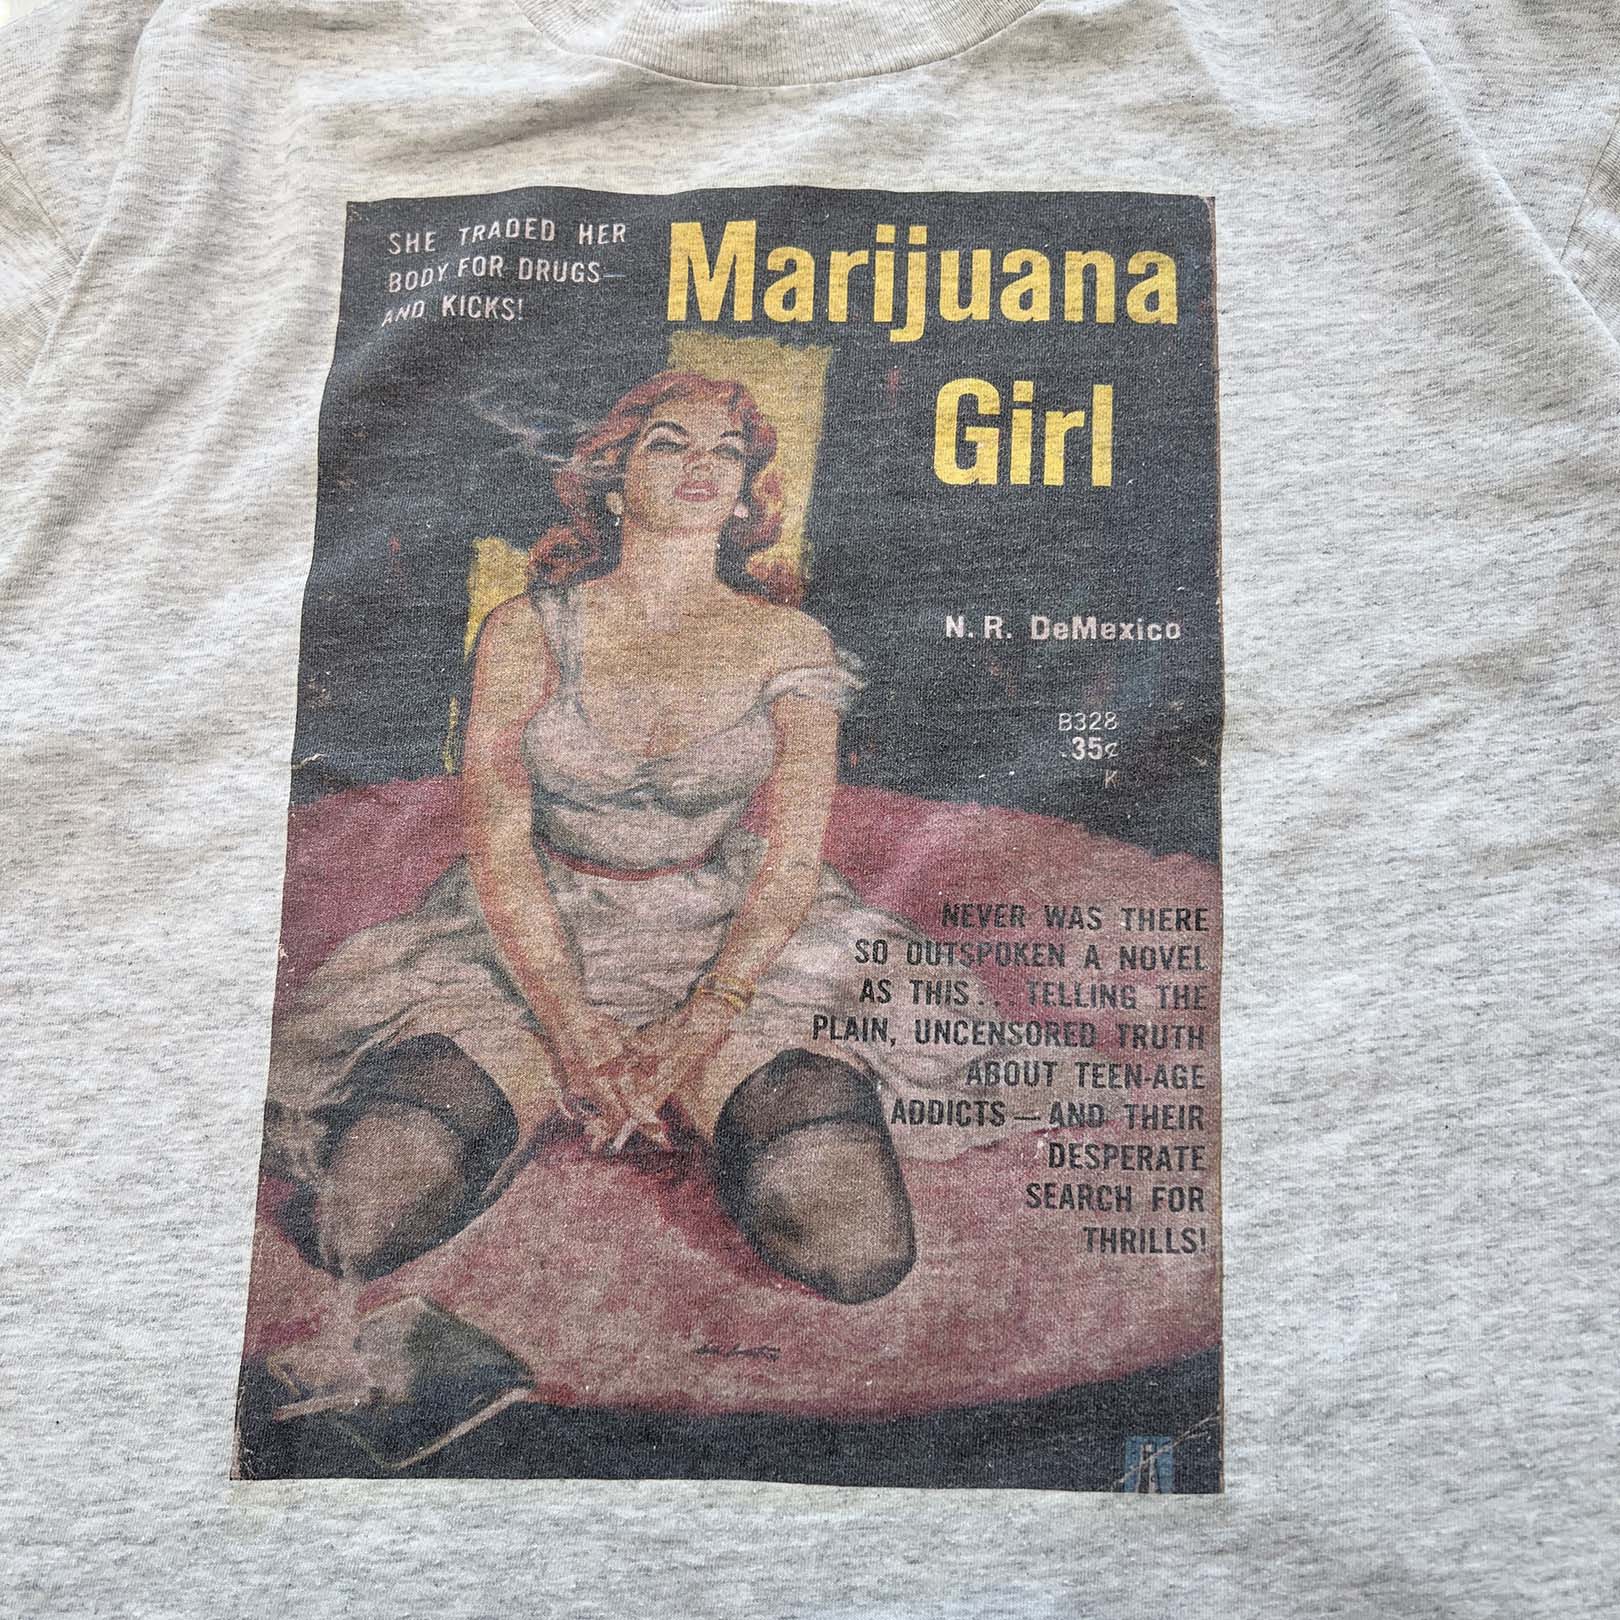 SHE TRADED HER
BODY FOR DRUGS—
AND KICKS!
Marijuana
Girl
N. R. DeMexico
B328
35¢
K
NEVER WAS THERE
SO OUTSPOKEN A NOVEL
AS THIS... TELLING THE
PLAIN, UNCENSORED TRUTH
ABOUT TEEN-AGE
ADDICTS—AND THEIR
DESPERATE
SEARCH FOR
THRILLS!